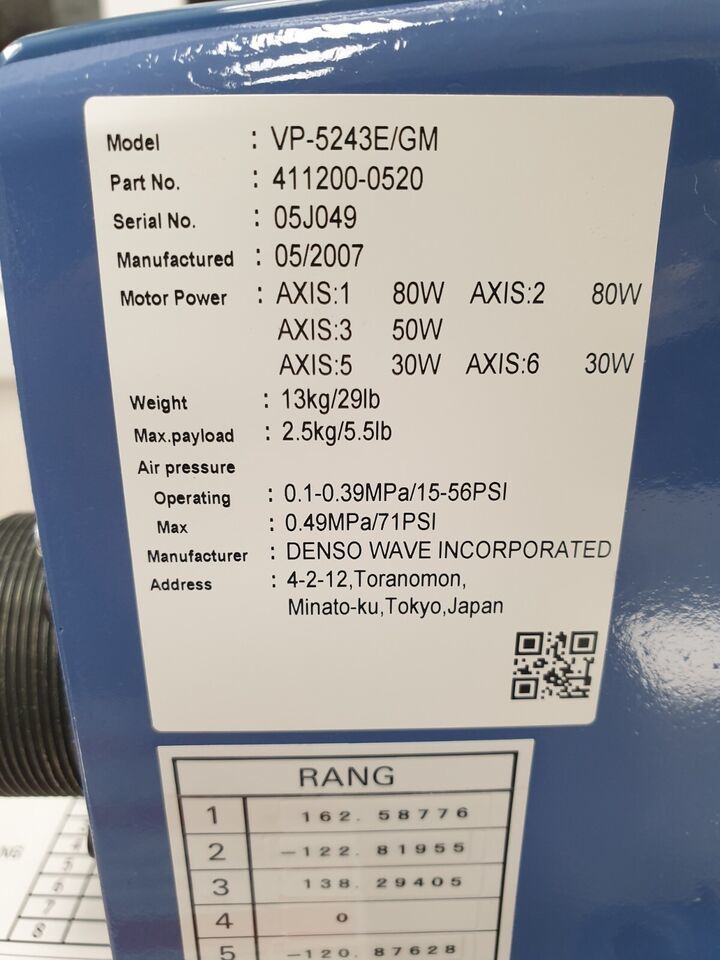 Model : VP-5243E/GM
Part No. : 411200-0520
Serial No. : 05J049
Manufactured : 05/2007
Motor Power : AXIS:1 80W AXIS:2 80W
AXIS:3 50W
AXIS:5 30W AXIS:6 30W
Weight : 13kg/29lb
Max.payload : 2.5kg/5.5lb
Air pressure
Operating : 0.1-0.39MPa/15-56PSI
Max : 0.49MPa/71PSI
Manufacturer : DENSO WAVE INCORPORATED
Address : 4-2-12,Toranomon,
Minato-ku,Tokyo,Japan
RANG
1 162. 58776
2 -122. 81955
3 138. 29405
4 0
5 -120. 87628
5
6
7
8